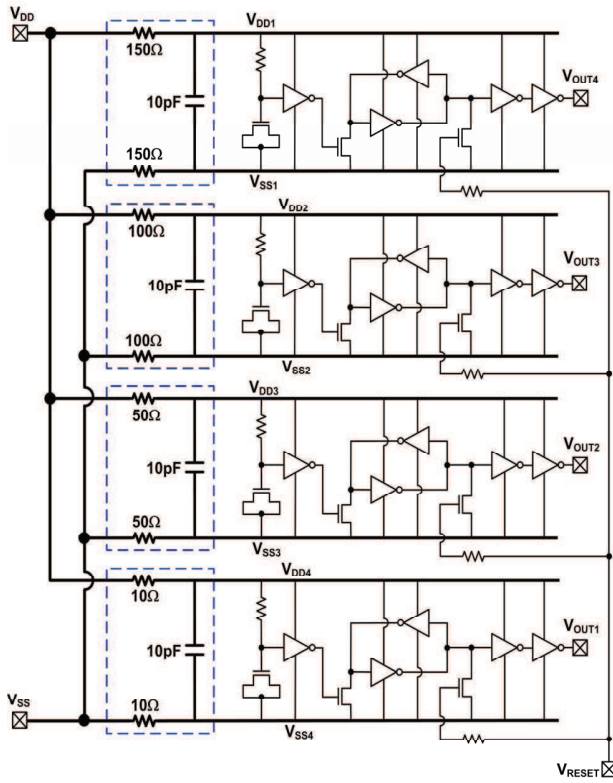 VDD
VDD1
150Ω
10pF
VOUT4
150Ω
VSS1
VDD2
100Ω
10pF
VOUT3
100Ω
VSS2
VDD3
50Ω
10pF
VOUT2
50Ω
VSS3
VDD4
10Ω
10pF
VOUT1
VSS
10Ω
VSS4
VRESET